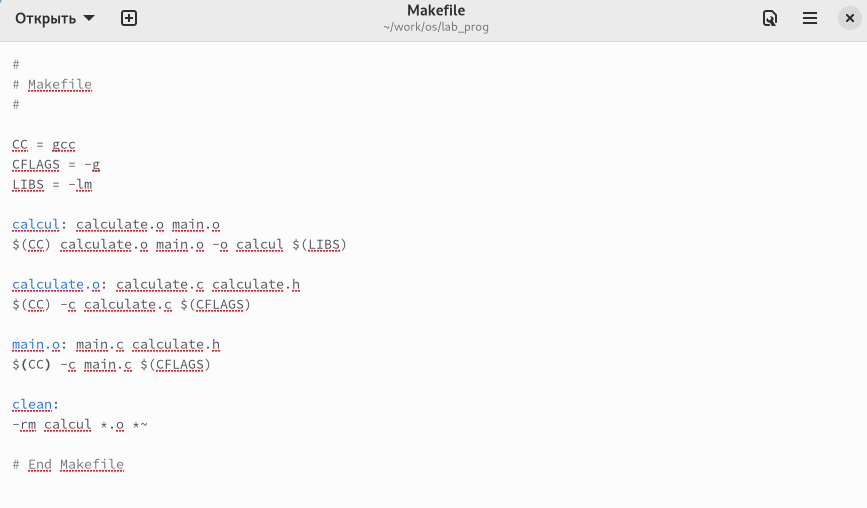 Открыть
Makefile
~/work/os/lab_prog
#
# Makefile
#
CC = gcc
CFLAGS = -g
LIBS = -lm
calcul: calculate.o main.o
$(CC) calculate.o main.o -o calcul $(LIBS)
calculate.o: calculate.c calculate.h
$(CC) -c calculate.c $(CFLAGS)
main.o: main.c calculate.h
$(CC) -c main.c $(CFLAGS)
clean:
-rm calcul *.o *~
# End Makefile